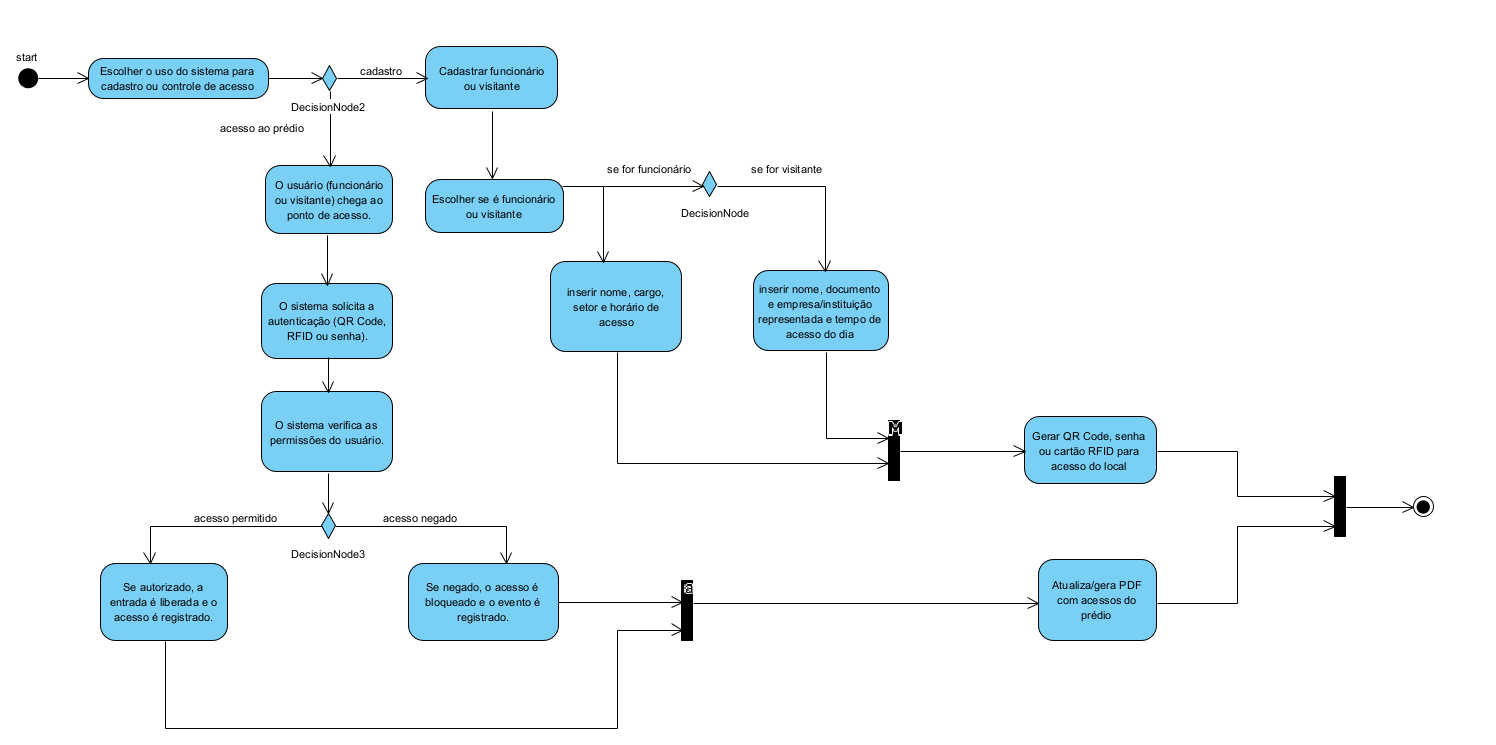 start
Escolher o uso do sistema para
cadastro ou controle de acesso
DecisionNode2
cadastro
Cadastrar funcionário
ou visitante
acesso ao prédio
O usuário (funcionário
ou visitante) chega ao
ponto de acesso.
Escolher se é funcionário
ou visitante
se for funcionário
DecisionNode
se for visitante
inserir nome, cargo,
setor e horário de
acesso
inserir nome, documento
e empresa/instituição
representada e tempo de
acesso do dia
O sistema solicita a
autenticação (QR Code,
RFID ou senha).
O sistema verifica as
permissões do usuário.
M
Gerar QR Code, senha
ou cartão RFID para
acesso do local
acesso permitido
acesso negado
DecisionNode3
Se autorizado, a
entrada é liberada e o
acesso é registrado.
Se negado, o acesso é
bloqueado e o evento é
registrado.
a
Atualiza/gera PDF
com acessos do
prédio